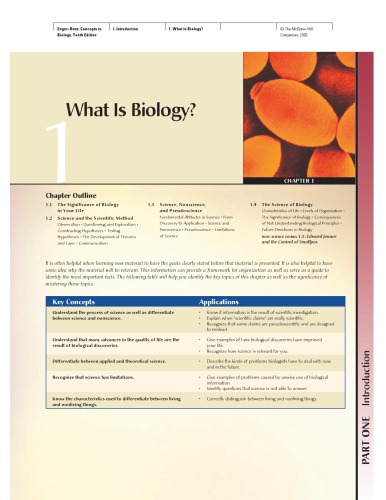 Enger−Ross: Concepts in
Biology, Tenth Edition
I. Introduction
1. What Is Biology?
© The McGraw−Hill
Companies, 2002
What Is Biology?
1
CHAPTER 1
Chapter Outline
1.1 The Significance of Biology
in Your Life
1.2 Science and the Scientific Method
Observation • Questioning and Exploration •
Constructing Hypotheses • Testing
Hypotheses • The Development of Theories
and Laws • Communication
1.3 Science, Nonscience,
and Pseudoscience
Fundamental Attitudes in Science • From
Discovery to Application • Science and
Nonscience • Pseudoscience • Limitations
of Science
1.4 The Science of Biology
Characteristics of Life • Levels of Organization •
The Significance of Biology • Consequences
of Not Understanding Biological Principles •
Future Directions in Biology
HOW SCIENCE WORKS 1.1: Edward Jenner
and the Control of Smallpox
It is often helpful when learning new material to have the goals clearly stated before that material is presented. It is also helpful to have
some idea why the material will be relevant. This information can provide a framework for organization as well as serve as a guide to
identify the most important facts. The following table will help you identify the key topics of this chapter as well as the significance of
mastering those topics.
Key Concepts
Applications
Understand the process of science as well as differentiate
between science and nonscience.
• Know if information is the result of scientific investigation.
• Explain when “scientific claims” are really scientific.
• Recognize that some claims are pseudoscientific and are designed
to mislead.
Understand that many advances in the quality of life are the
result of biological discoveries.
• Give examples of how biological discoveries have improved
your life.
• Recognize how science is relevant for you.
Differentiate between applied and theoretical science.
• Describe the kinds of problems biologists have to deal with now
and in the future.
Recognize that science has limitations.
• Give examples of problems caused by unwise use of biological
information.
• Identify questions that science is not able to answer.
Know the characteristics used to differentiate between living
and nonliving things.
• Correctly distinguish between living and nonliving things.
PART ONE Introduction